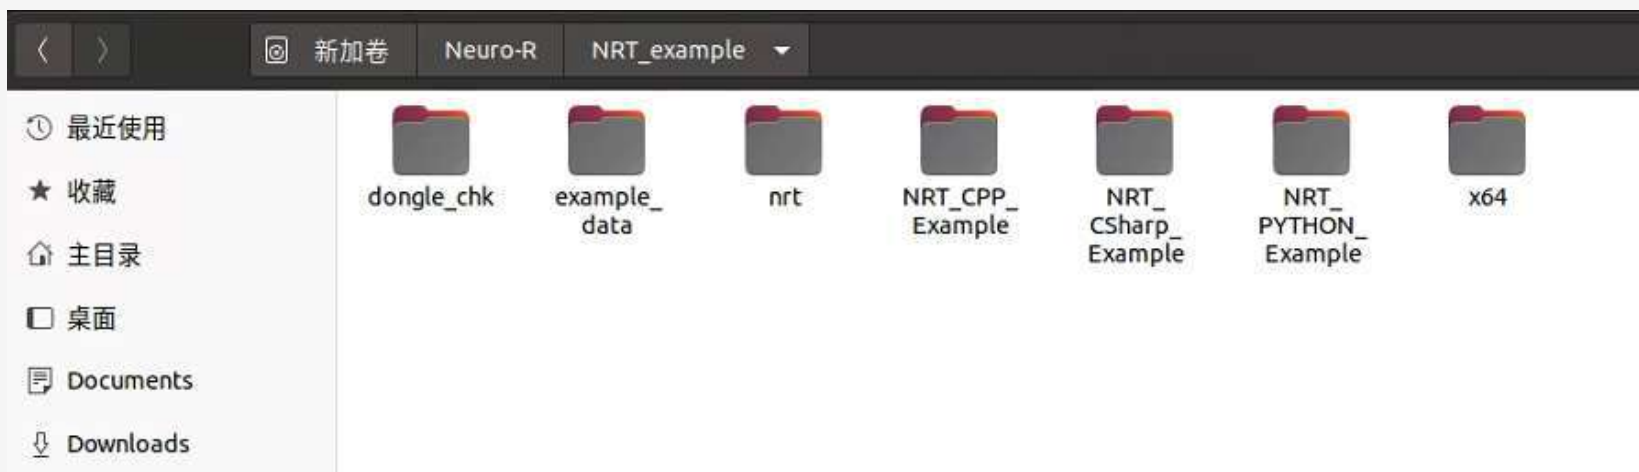 新加卷 Neuro-R NRT_example
最近使用
收藏
主目录
桌面
Documents
Downloads
dongle_chk
example_
data
nrt
NRT_CPP_
Example
NRT_
CSharp_
Example
NRT_
PYTHON_
Example
x64